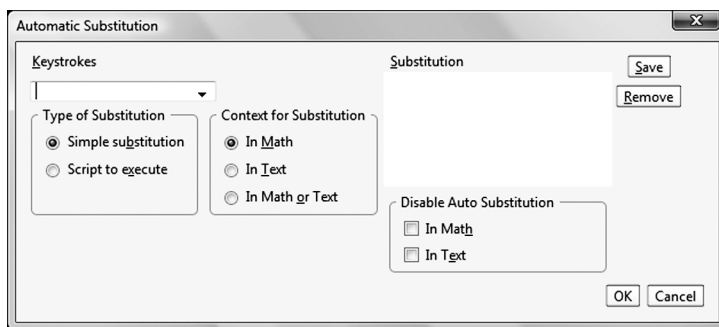 Automatic Substitution
Keystrokes
Substitution
Save
Remove
Type of Substitution
Simple substitution
Script to execute
Context for Substitution
In Math
In Text
In Math or Text
Disable Auto Substitution
In Math
In Text
OK Cancel